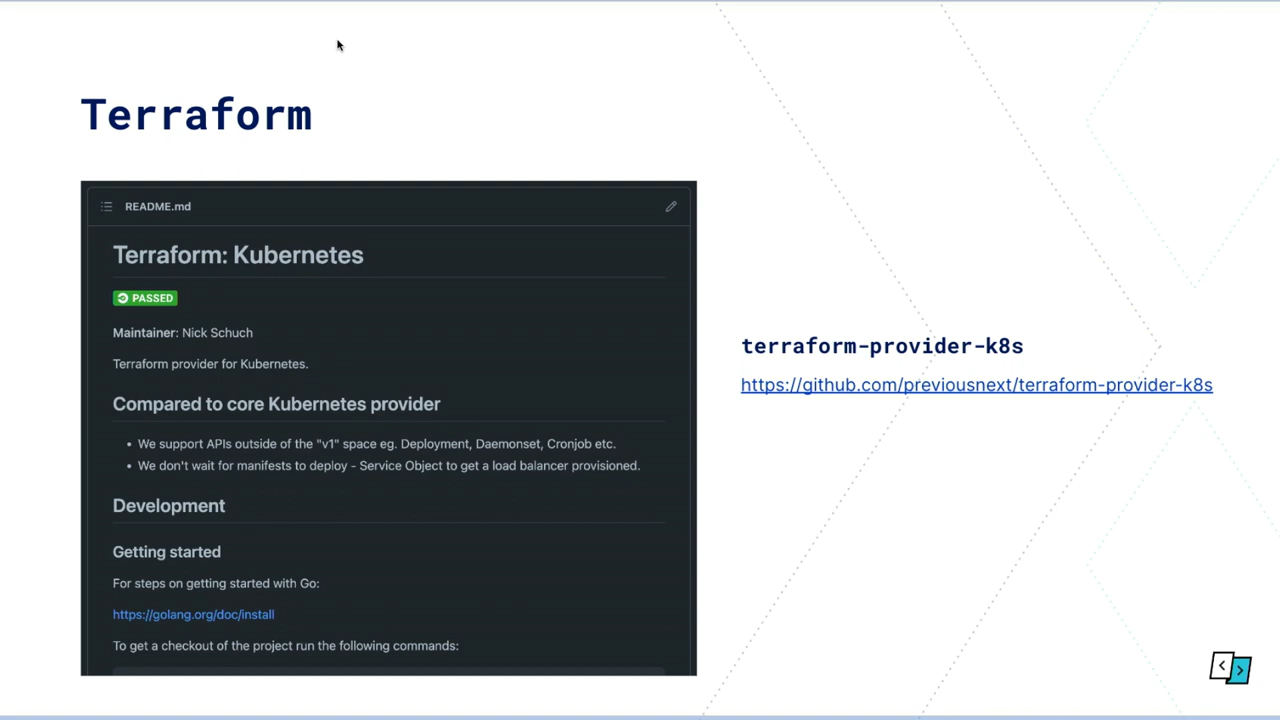 Terraform
README.md
Terraform: Kubernetes
PASSED
Maintainer: Nick Schuch
Terraform provider for Kubernetes.
Compared to core Kubernetes provider
• We support APIs outside of the "v1" space eg. Deployment, Daemonset, Cronjob etc.
• We don't wait for manifests to deploy - Service Object to get a load balancer provisioned.
Development
Getting started
For steps on getting started with Go:
https://golang.org/doc/install
To get a checkout of the project run the following commands:
terraform-provider-k8s
https://github.com/previousnext/terraform-provider-k8s